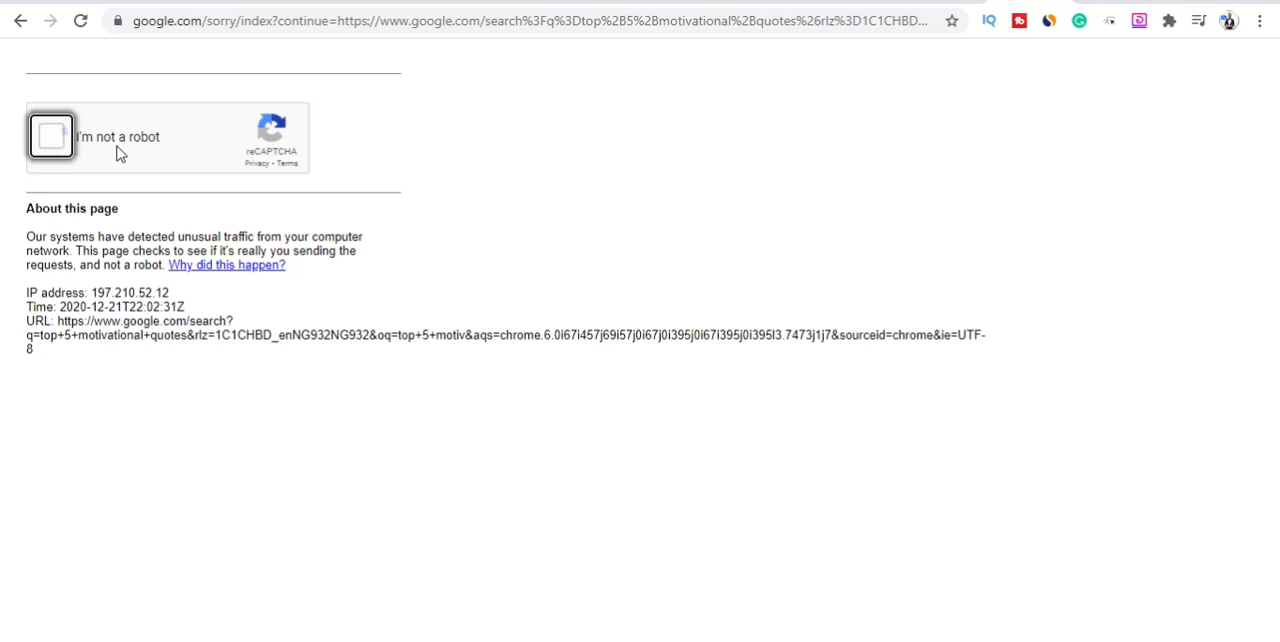 google.com/sorry/index?continue=https://www.google.com/search%3Fq%3Dtop%2B5%2Bmotivational%2Bquotes%26rlz%3D1C1CHBD...
I'm not a robot
reCAPTCHA
Privacy - Terms
About this page
Our systems have detected unusual traffic from your computer
network. This page checks to see if it's really you sending the
requests, and not a robot. Why did this happen?
IP address: 197.210.52.12
Time: 2020-12-21T22:02:31Z
URL: https://www.google.com/search?
q=top+5+motivational+quotes&rlz=1C1CHBD_enNG932NG932&oq=top+5+motiv&aqs=chrome.6.0i67i457j69i57j0i67j0i395j0i67i395j0i395l3.7473j1j7&sourceid=chrome&ie=UTF-
8